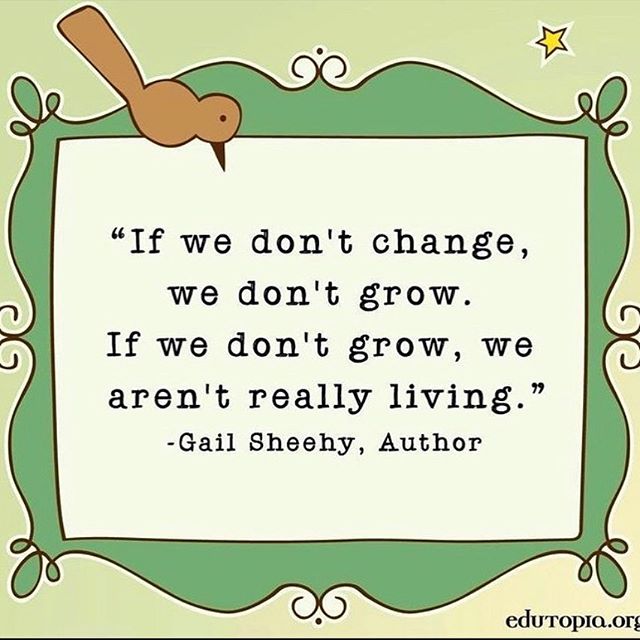 “If we don't change,
we don't grow.
If we don't grow, we
aren't really living.”
-Gail Sheehy, Author
edutopia.org